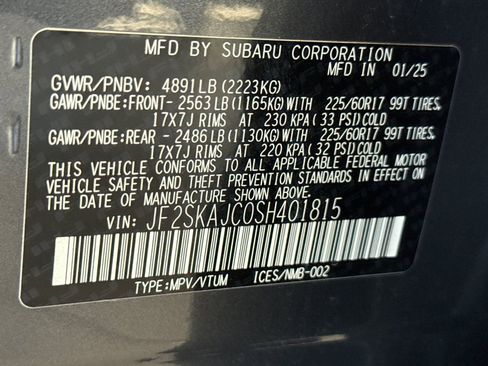 MFD BY SUBARU CORPORATION
MFD IN 01/25
GVWR/PNBV: 4891LB (2223KG)
GAWR/PNBE:FRONT- 2563LB(1165KG)WITH 225/60R17 99T TIRES,
17X7J RIMS AT 230 KPA (33 PSI)COLD
GAWR/PNBE:REAR - 2486LB(1130KG)WITH 225/60R17 99T TIRES,
17X7J RIMS AT 220 KPA (32 PSI)COLD
THIS VEHICLE CONFORMS TO ALL APPLICABLE FEDERAL MOTOR
VEHICLE SAFETY AND THEFT PREVENTION STANDARDS IN EFFECT ON
THE DATE OF MANUFACTURE SHOWN ABOVE.
VIN: JF2SKAJC0SH401815
TYPE:MPV/VTUM ICES/NMB-002